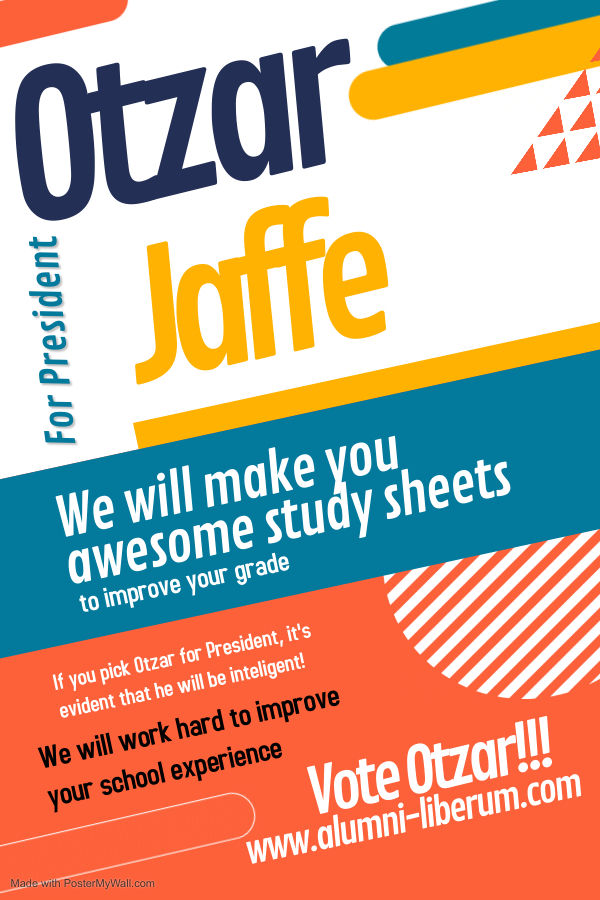 Otzar
Jaffe
For President
We will make you
awesome study sheets
to improve your grade
If you pick Otzar for President, it's
evident that he will be inteligent!
We will work hard to improve
your school experience
Vote Otzar!!!
www.alumni-liberum.com
Made with PosterMyWall.com